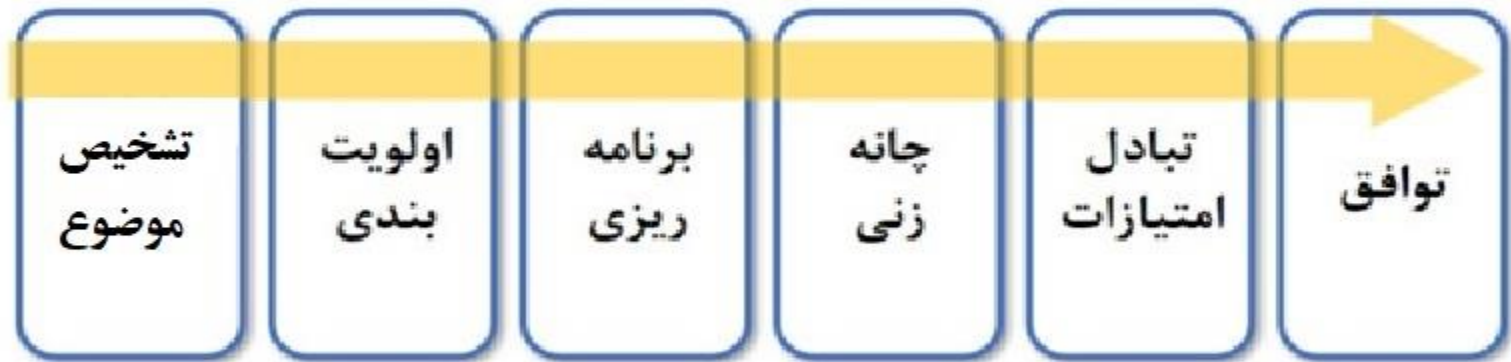 تشخیص
موضوع
اولویت
بندی
برنامه
ریزی
چانه
زنی
تبادل
امتیازات
توافق